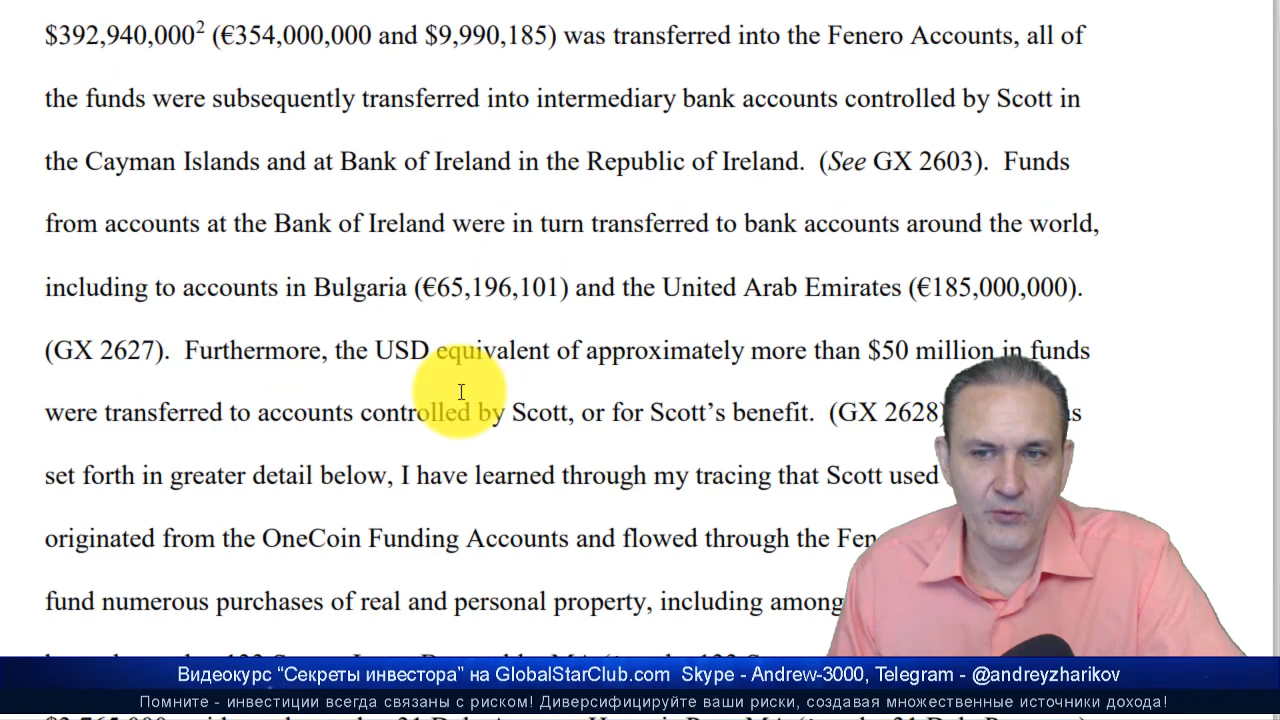 $392,940,000² (€354,000,000 and $9,990,185) was transferred into the Fenero Accounts, all of
the funds were subsequently transferred into intermediary bank accounts controlled by Scott in
the Cayman Islands and at Bank of Ireland in the Republic of Ireland.  (See GX 2603).  Funds
from accounts at the Bank of Ireland were in turn transferred to bank accounts around the world,
including to accounts in Bulgaria (€65,196,101) and the United Arab Emirates (€185,000,000).
(GX 2627).  Furthermore, the USD equivalent of approximately more than $50 million in funds
were transferred to accounts controlled by Scott, or for Scott’s benefit.  (GX 2628)
set forth in greater detail below, I have learned through my tracing that Scott used
originated from the OneCoin Funding Accounts and flowed through the Fen
fund numerous purchases of real and personal property, including among
Видеокурс “Секреты инвестора” на GlobalStarClub.com  Skype - Andrew-3000, Telegram - @andreyzharikov
Помните - инвестиции всегда связаны с риском! Диверсифицируйте ваши риски, создавая множественные источники дохода!